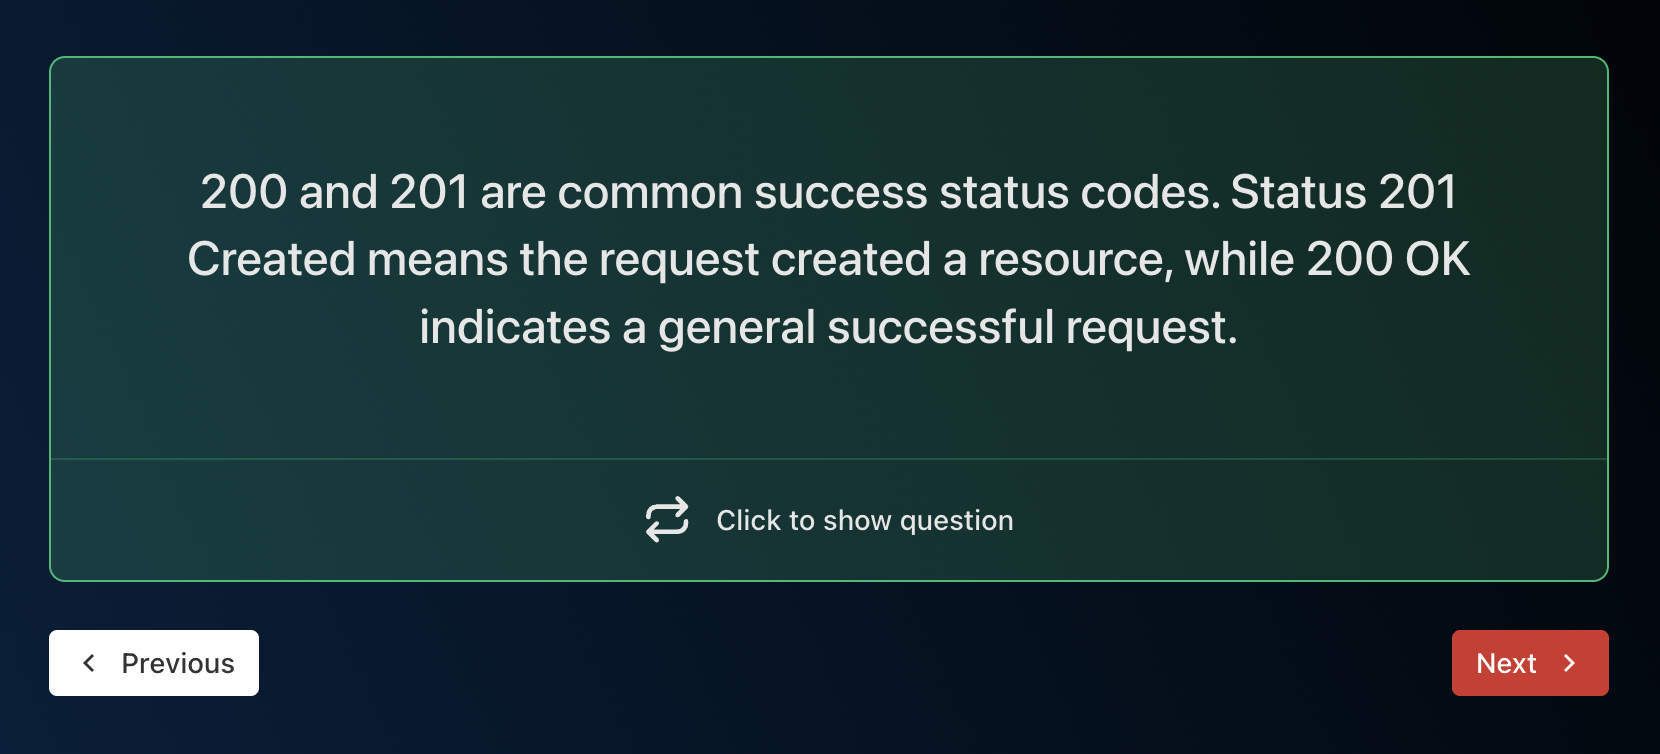 200 and 201 are common success status codes. Status 201
Created means the request created a resource, while 200 OK
indicates a general successful request.
Click to show question
Previous
Next